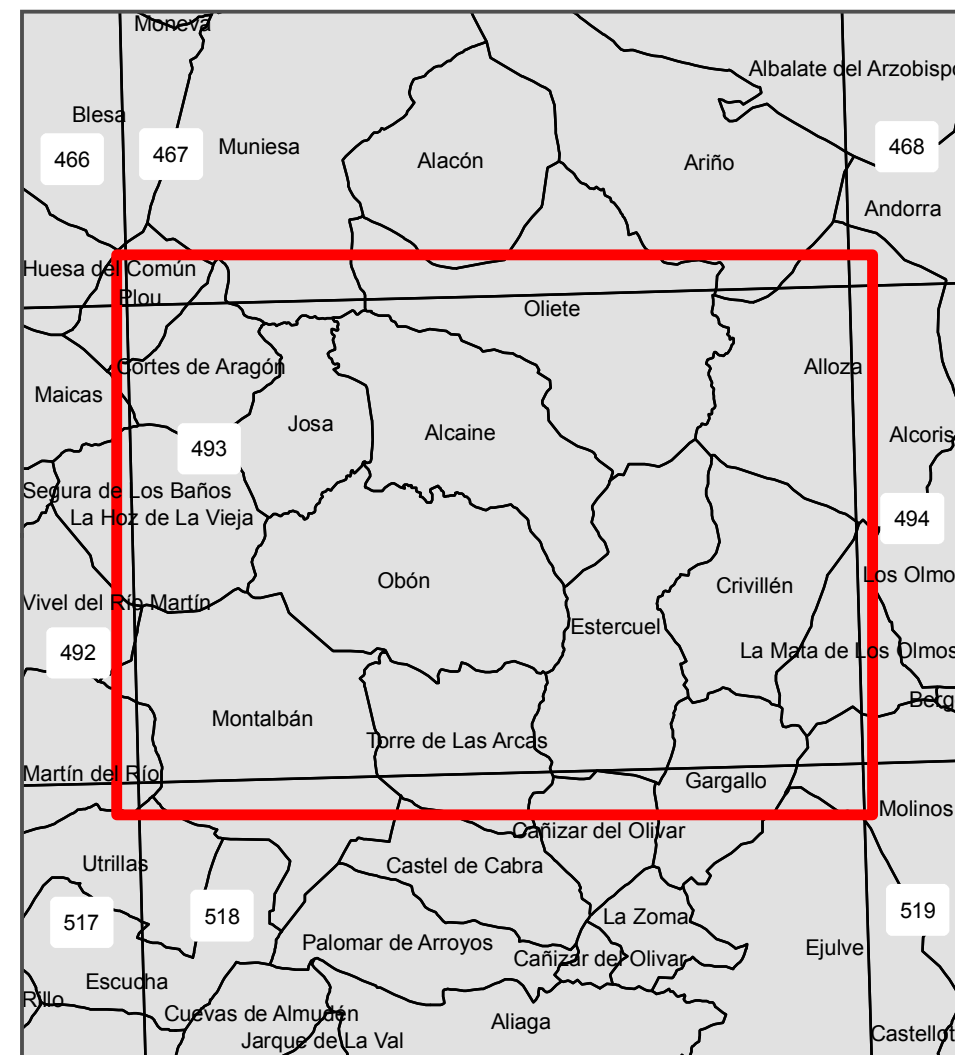 Moneva
Albalate del Arzobispo
Blesa
466
467
Muniesa
Alacón
Ariño
468
Andorra
Huesa del Común
Plou
Oliete
Cortes de Aragón
Alloza
Maicas
Josa
Alcaine
Alcoris
493
Segura de Los Baños
La Hoz de La Vieja
494
Obón
Crivillén
Los Olmo
Vivel del Río Martín
Estercuel
492
La Mata de Los Olmos
Berg
Montalbán
Torre de Las Arcas
Martín del Río
Gargallo
Molinos
Cañizar del Olivar
Utrillas
Castel de Cabra
517
518
La Zoma
519
Palomar de Arroyos
Ejulve
Cañizar del Olivar
Escucha
Rillo
Cuevas de Almudén
Aliaga
Jarque de La Val
Castellot